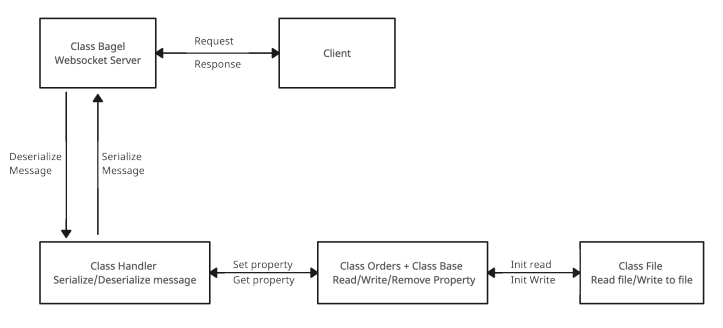 Class Bagel
Websocket Server
Request
Response
Client
Deserialize
Message
Serialize
Message
Class Handler
Serialize/Deserialize message
Set property
Get property
Class Orders + Class Base
Read/Write/Remove Property
Init read
Init Write
Class File
Read file/Write to file